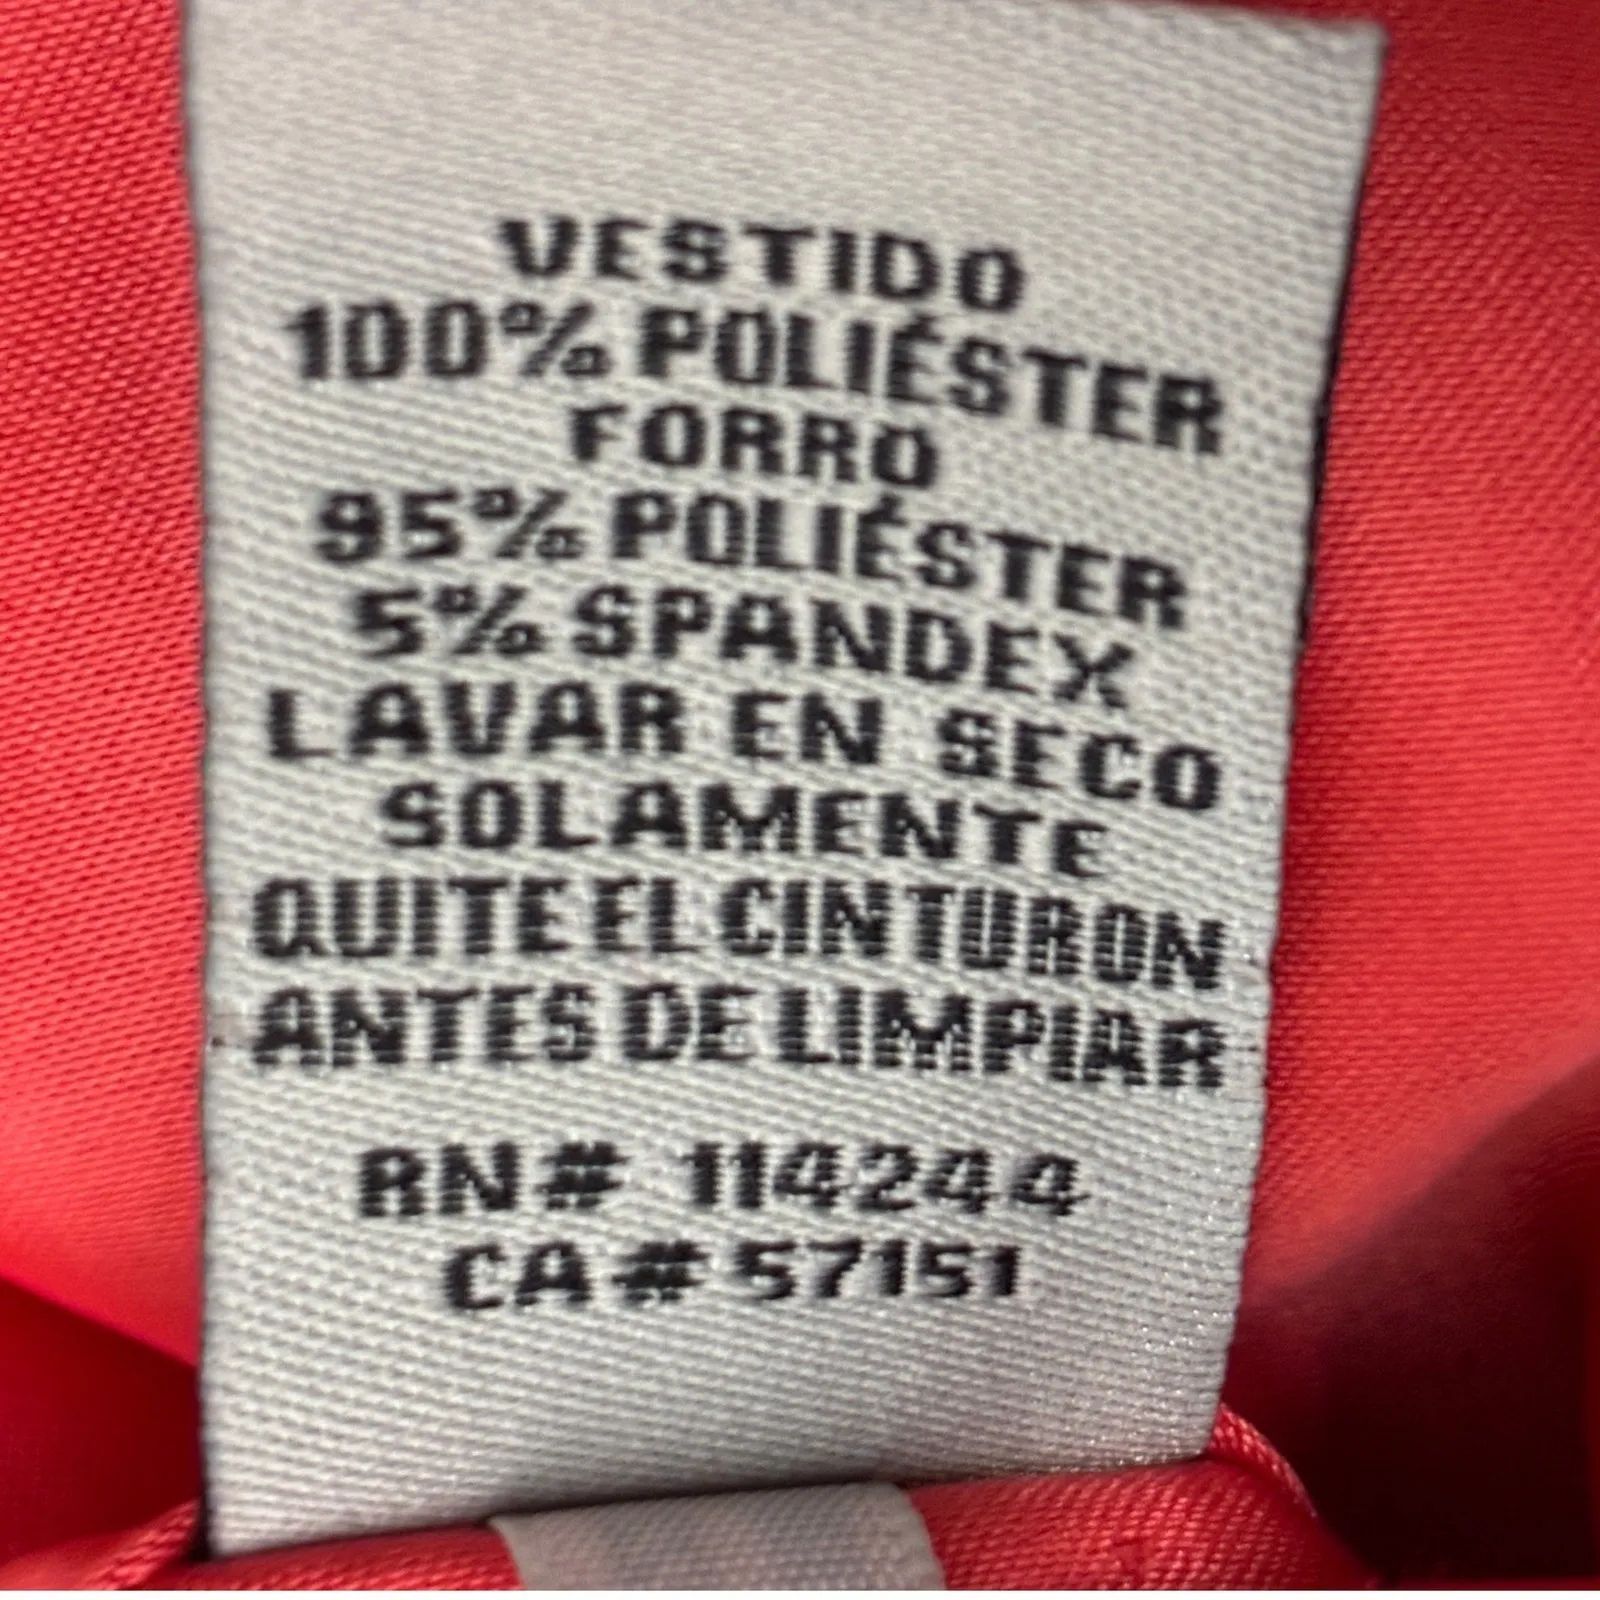 VESTIDO
100% POLIÉSTER
FORRO
95% POLIÉSTER
5% SPANDEX
LAVAR EN SECO
SOLAMENTE
QUITE EL CINTURON
ANTES DE LIMPIAR
RN# 114244
CA# 57151